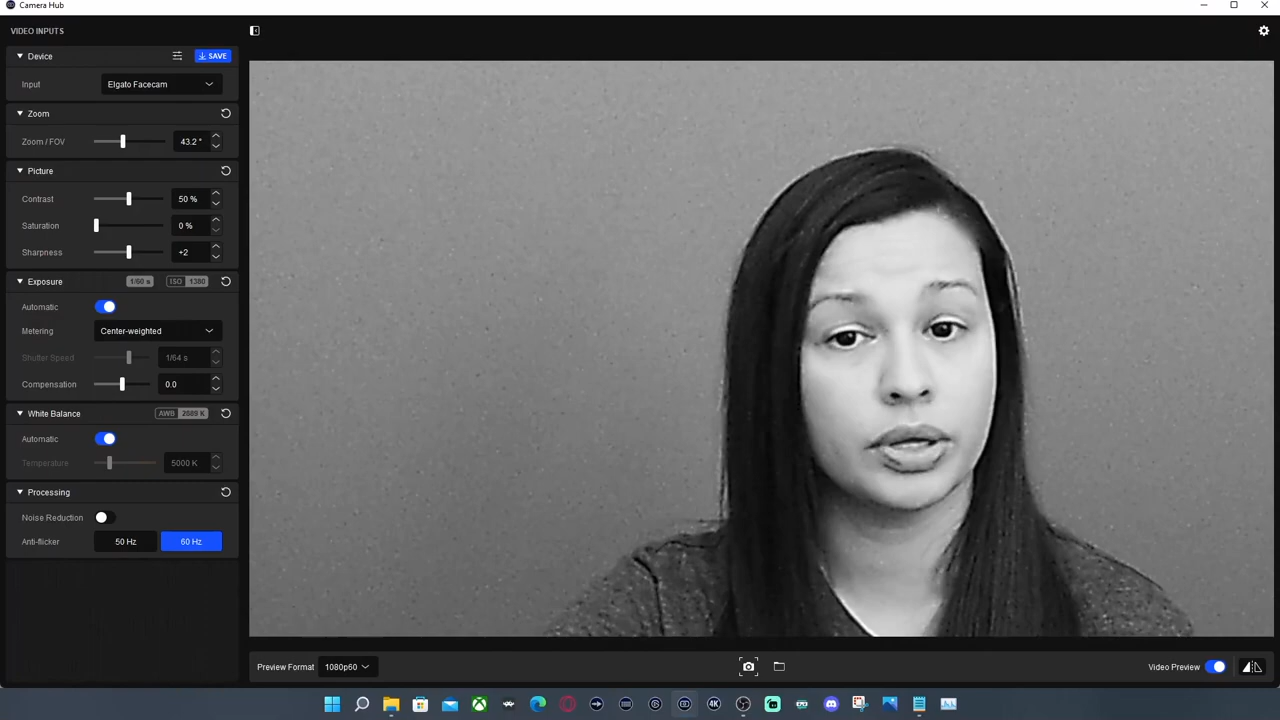 Camera Hub
VIDEO INPUTS
Device
SAVE
Input
Elgato Facecam
Zoom
Zoom / FOV
43.2 °
Picture
Contrast
50 %
Saturation
0 %
Sharpness
+2
Exposure
1/60 s
ISO 1380
Automatic
Metering
Center-weighted
Shutter Speed
1/64 s
Compensation
0.0
White Balance
AWB 2889 K
Automatic
Temperature
5000 K
Processing
Noise Reduction
Anti-flicker
50 Hz
60 Hz
Preview Format
1080p60
Video Preview
4K